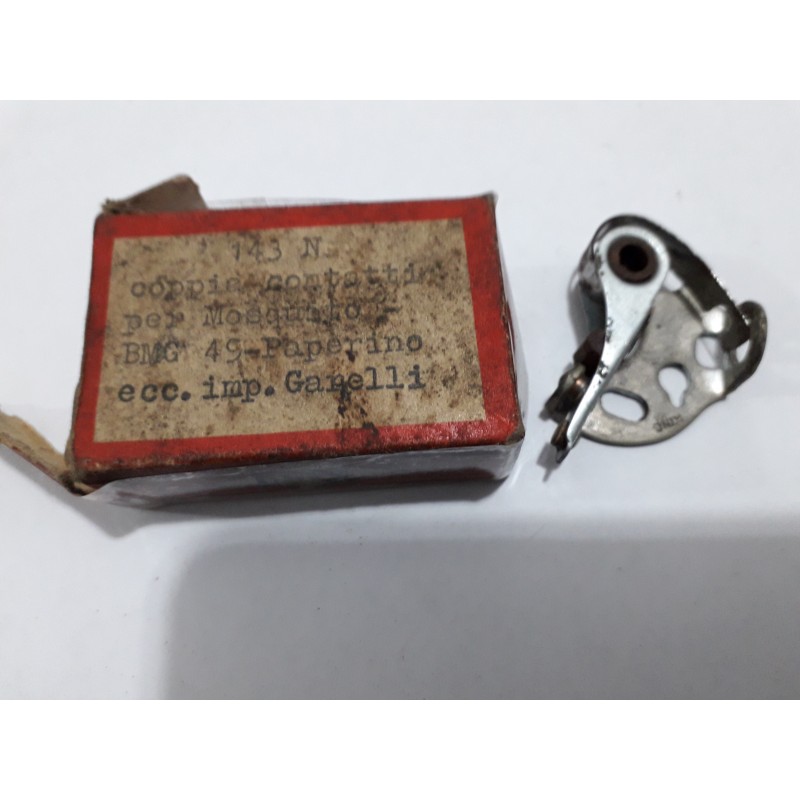 143 N.
coppia contatti
per Mosquito -
BMG 49-Paperino
ecc. imp. Garelli